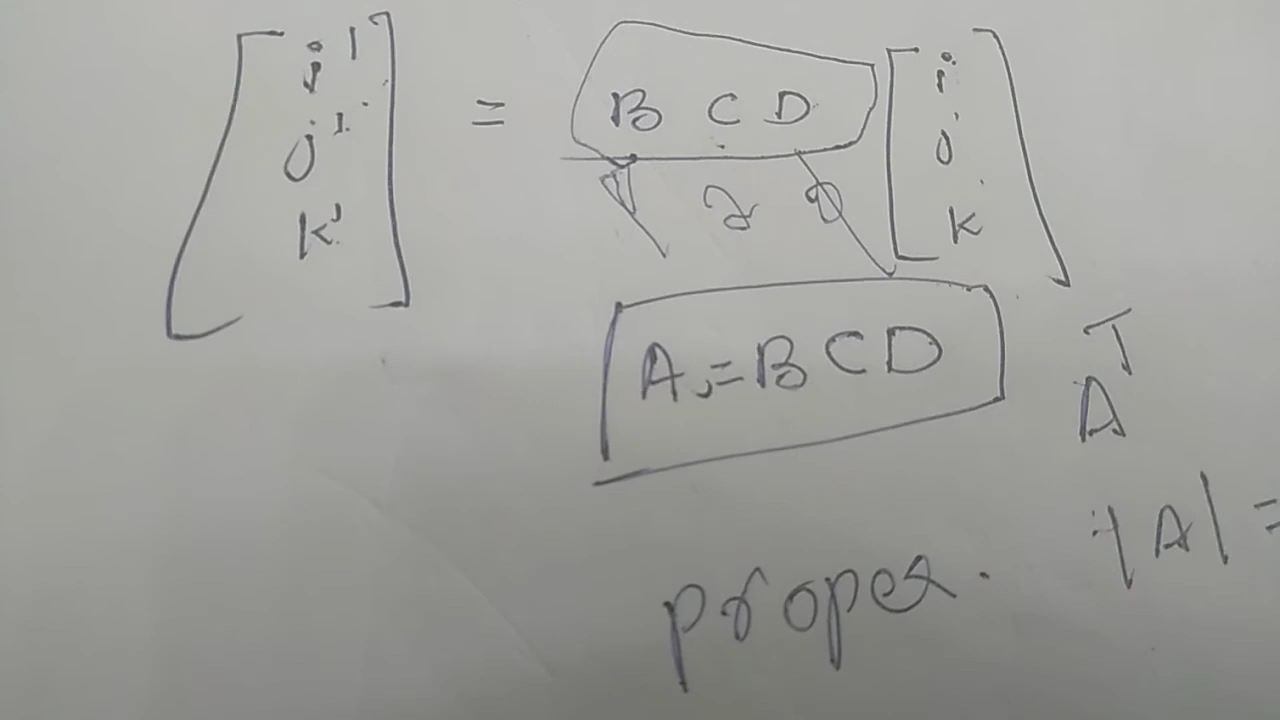 [i' j' k'] = B C D [i j k]
A = B C D
A^T
|A| =
proper.